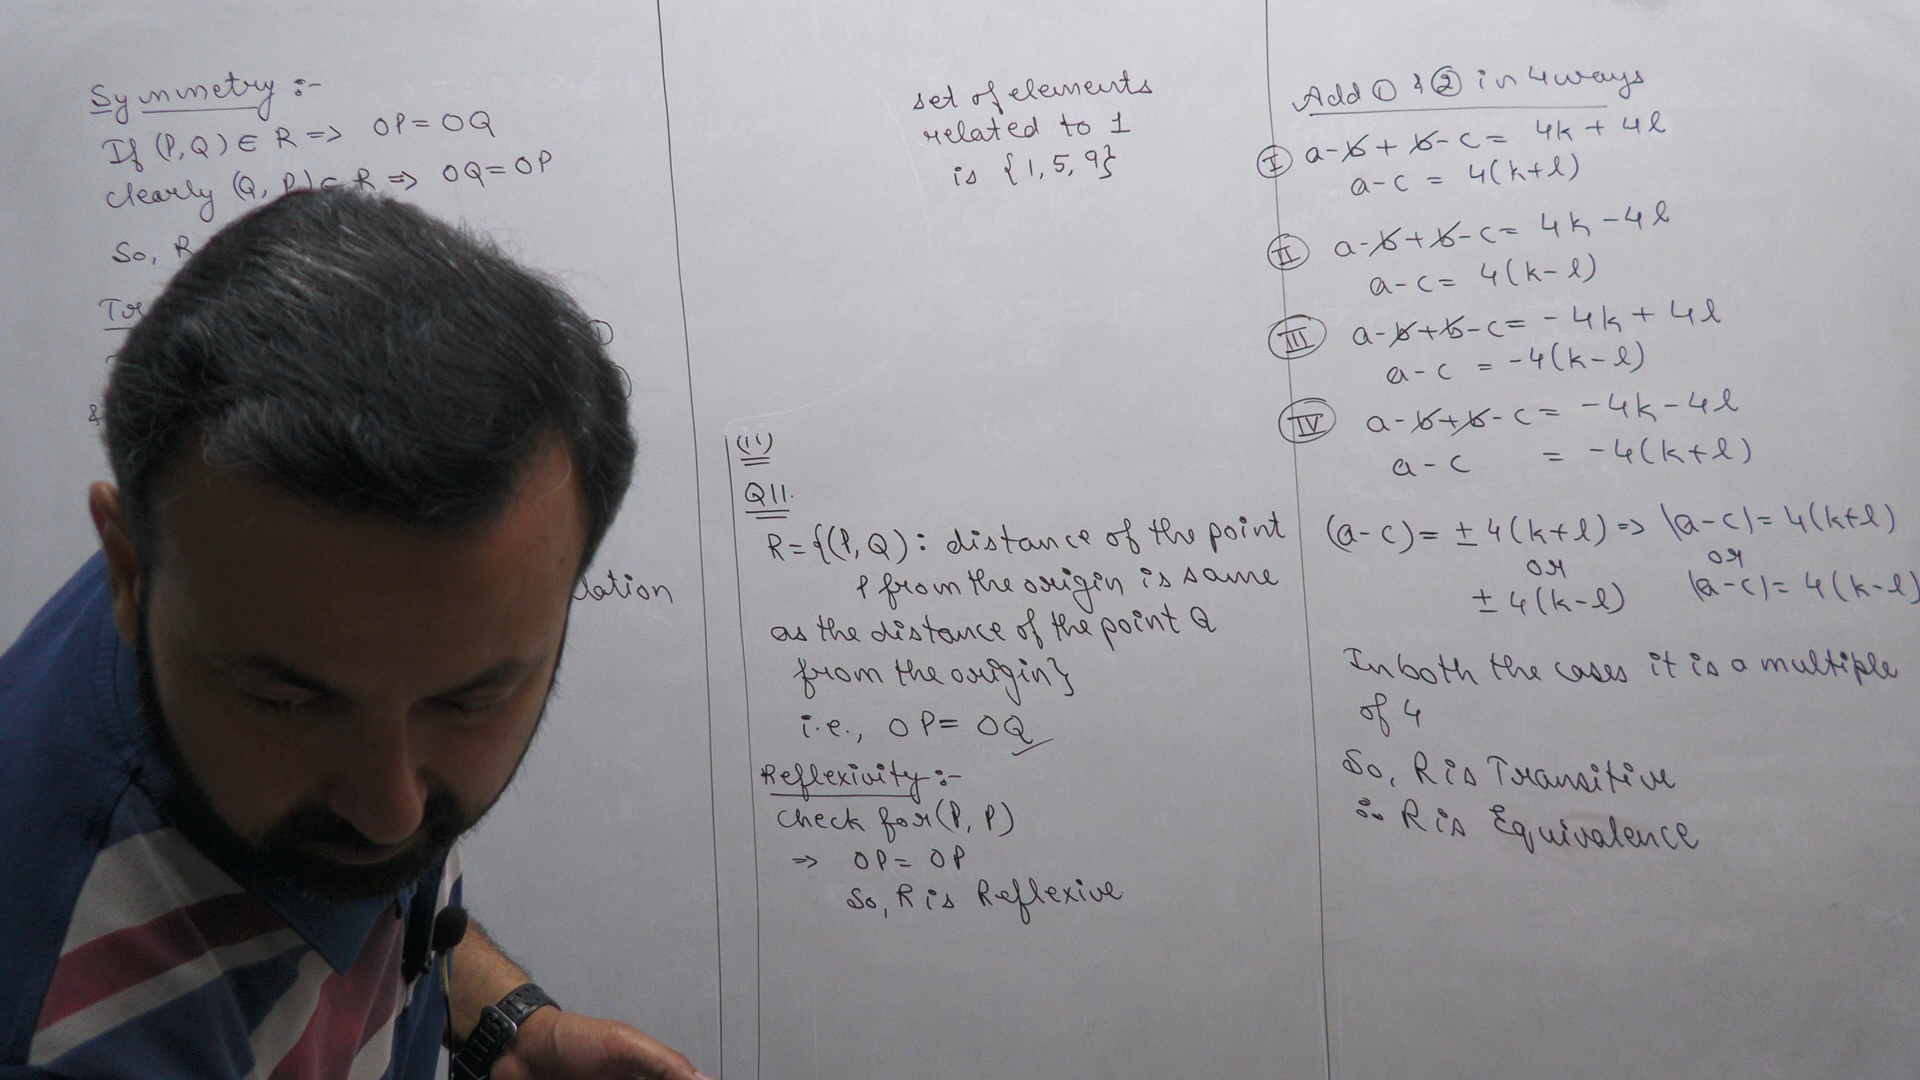 Symmetry :-
If (P,Q) ∈ R => OP = OQ
clearly (Q, P) ∈ R => OQ = OP
So, R
&
lation
set of elements
related to 1
is {1, 5, 9}
(ii)
Q11.
R = {(P, Q) : distance of the point
P from the origin is same
as the distance of the point Q
from the origin}
i.e., OP = OQ
Reflexivity :-
check for (P, P)
=> OP = OP
So, R is Reflexive
Add ① & ② in 4 ways
I a - b + b - c = 4k + 4l
a - c = 4(k+l)
II a - b + b - c = 4k - 4l
a - c = 4(k - l)
III a - b + b - c = -4k + 4l
a - c = -4(k - l)
IV a - b + b - c = -4k - 4l
a - c = -4(k+l)
(a - c) = ± 4(k+l) => |a - c| = 4(k+l)
or or
± 4(k-l) |a - c| = 4(k-l)
In both the cases it is a multiple
of 4
So, R is Transitive
∴ R is Equivalence